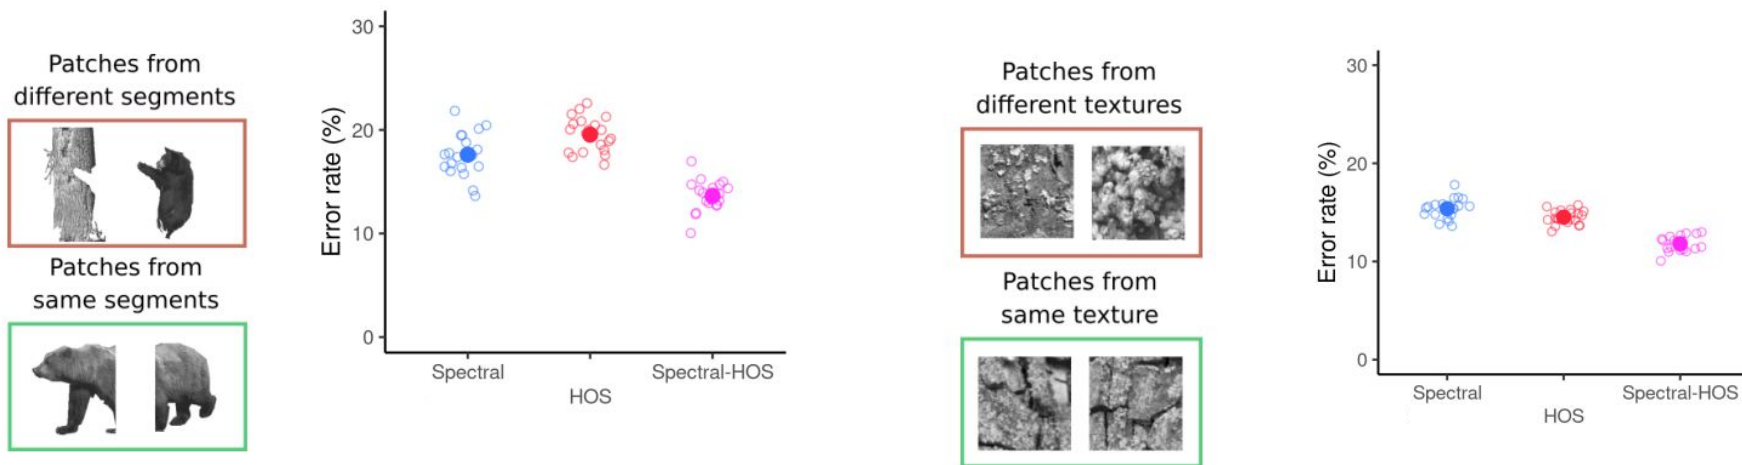 Patches from
different segments
Patches from
same segments
Error rate (%)
30
20
10
0
Spectral
HOS
Spectral-HOS
Patches from
different textures
Patches from
same texture
Error rate (%)
30
20
10
0
Spectral
HOS
Spectral-HOS